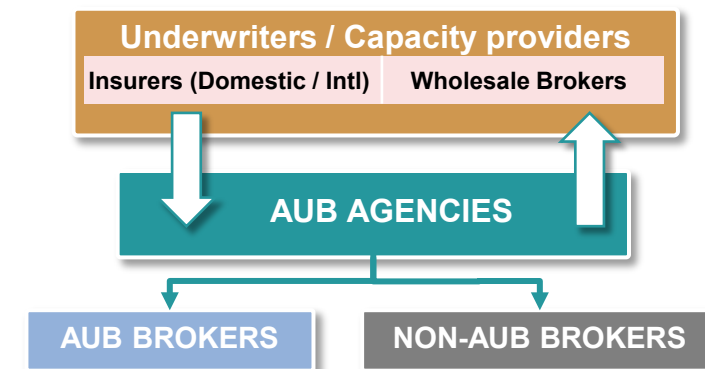 Underwriters / Capacity providers
Insurers (Domestic / Intl) Wholesale Brokers
AUB AGENCIES
AUB BROKERS NON-AUB BROKERS